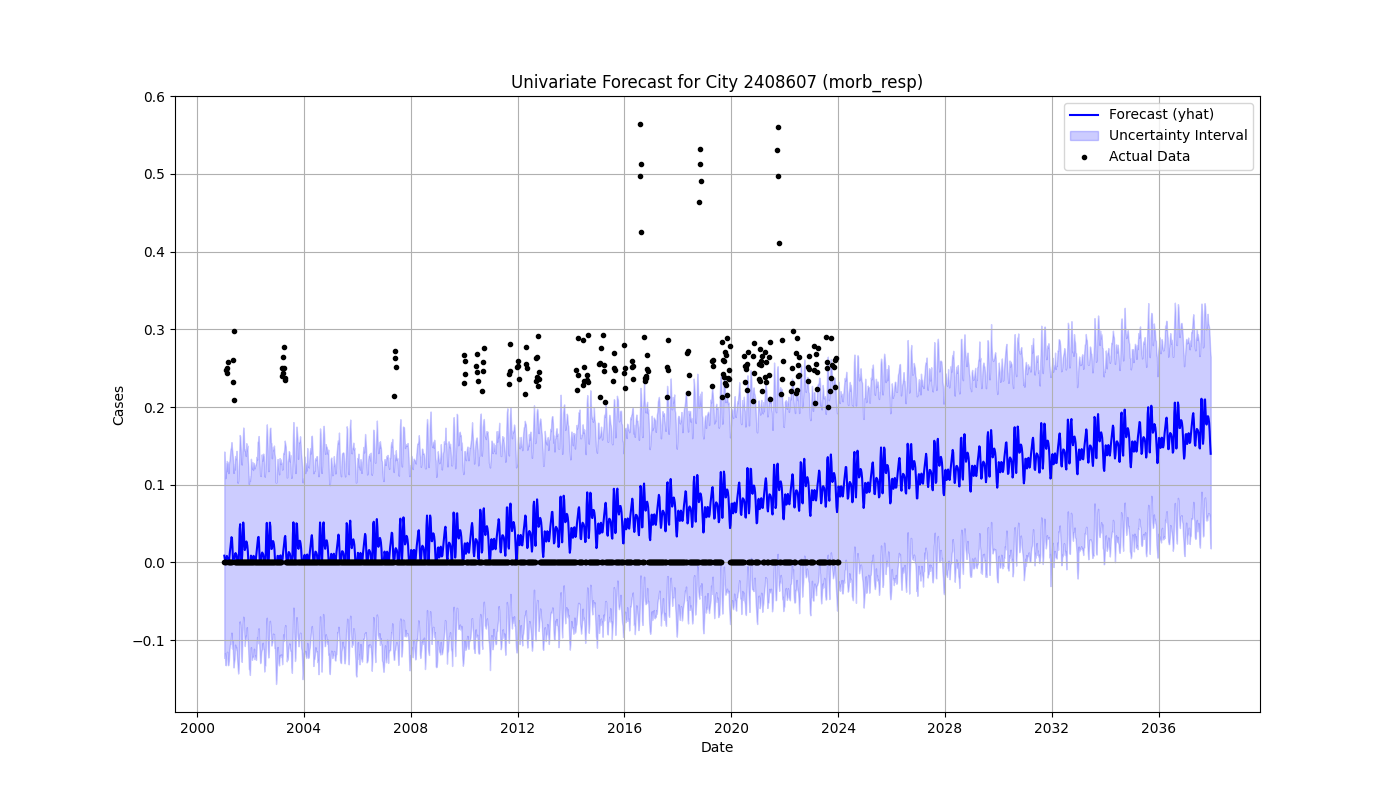 Univariate Forecast for City 2408607 (morb_resp)
Forecast (yhat)
Uncertainty Interval
Actual Data
Cases
0.6
0.5
0.4
0.3
0.2
0.1
0.0
−0.1
2000 2004 2008 2012 2016 2020 2024 2028 2032 2036
Date